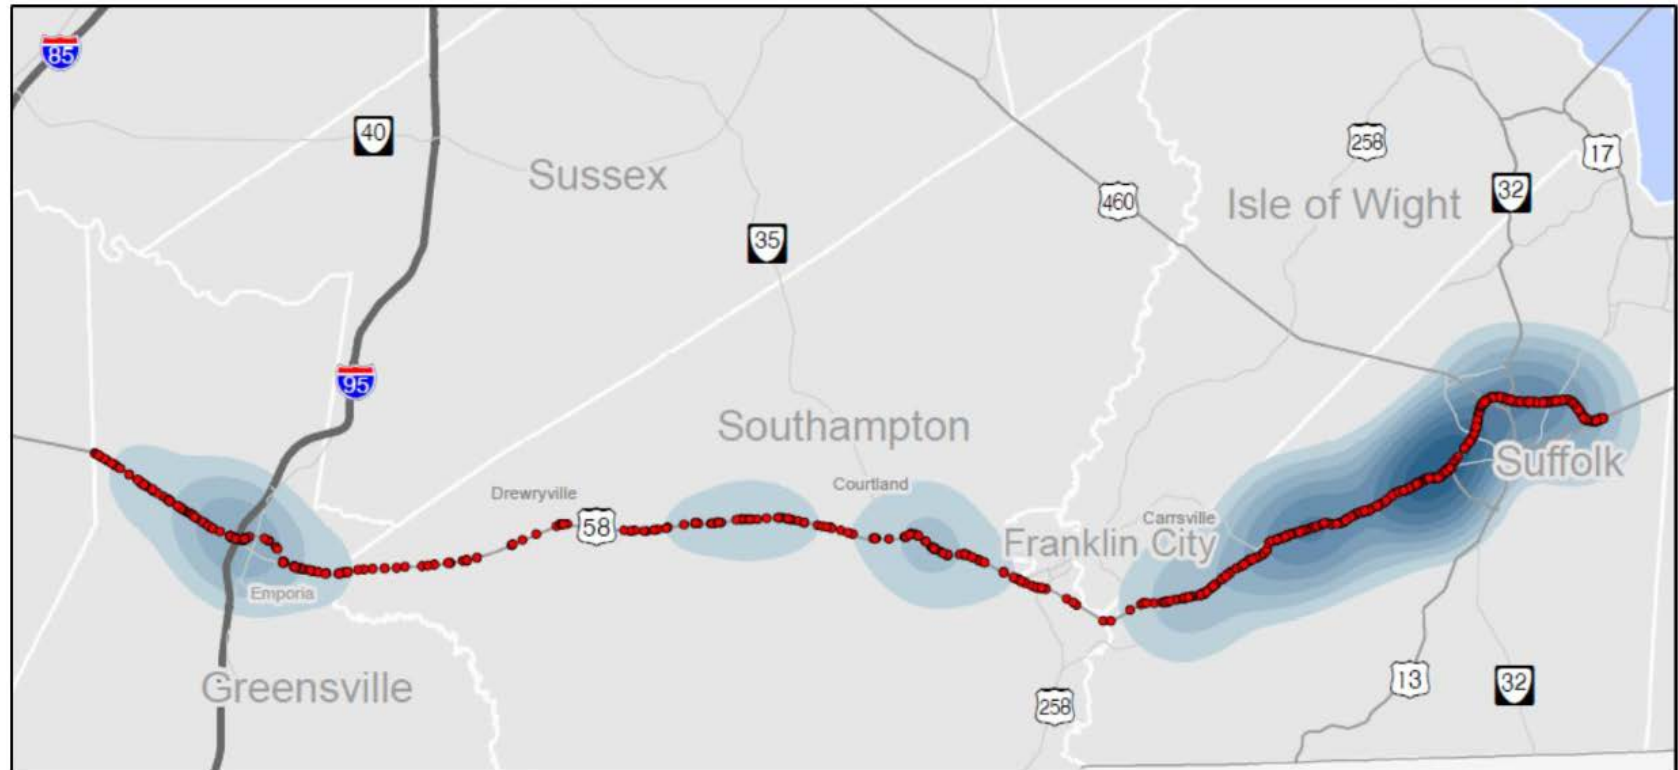 85
40
258
17
Sussex
32
460
Isle of Wight
35
95
Southampton
Suffolk
Courtland
Drewryville
58
Carrsville
Franklin City
Emporia
Greensville
13
32
258